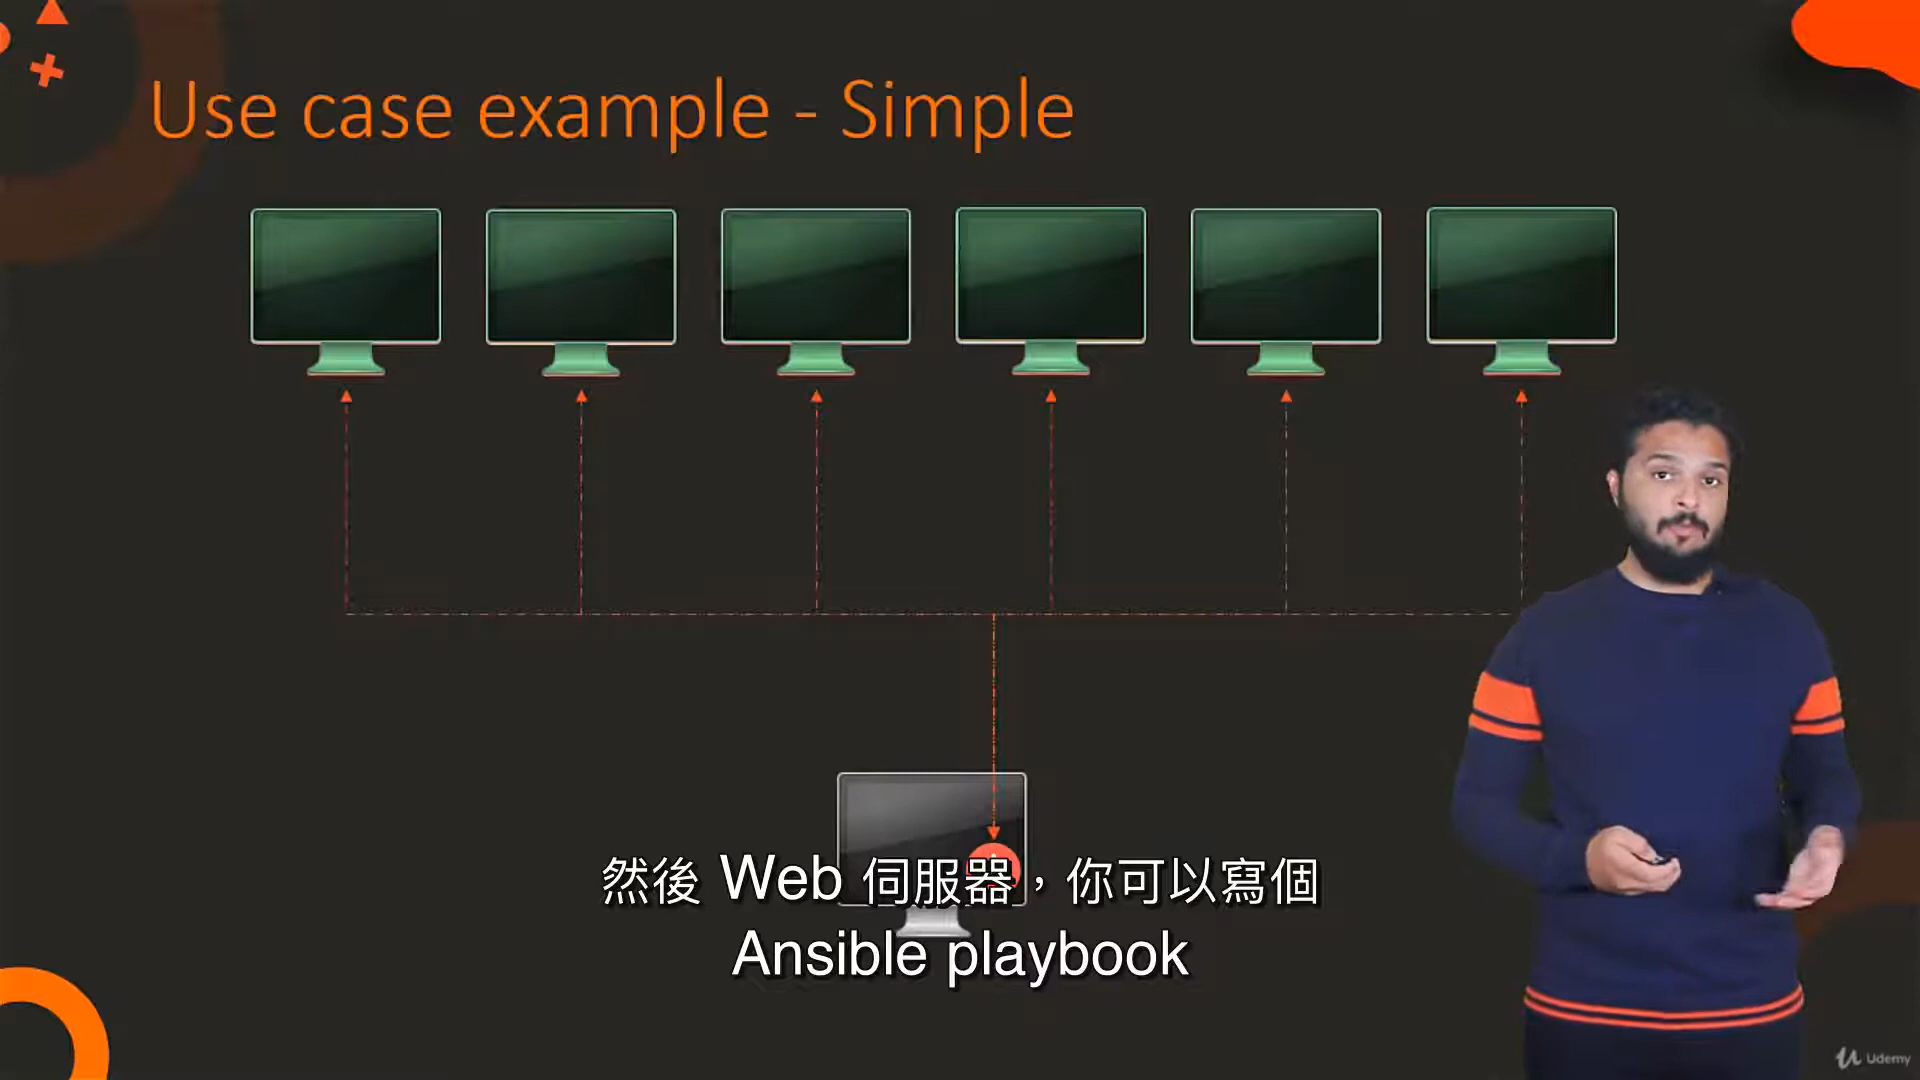 Use case example - Simple
然後 Web 伺服器，你可以寫個
Ansible playbook
Udemy